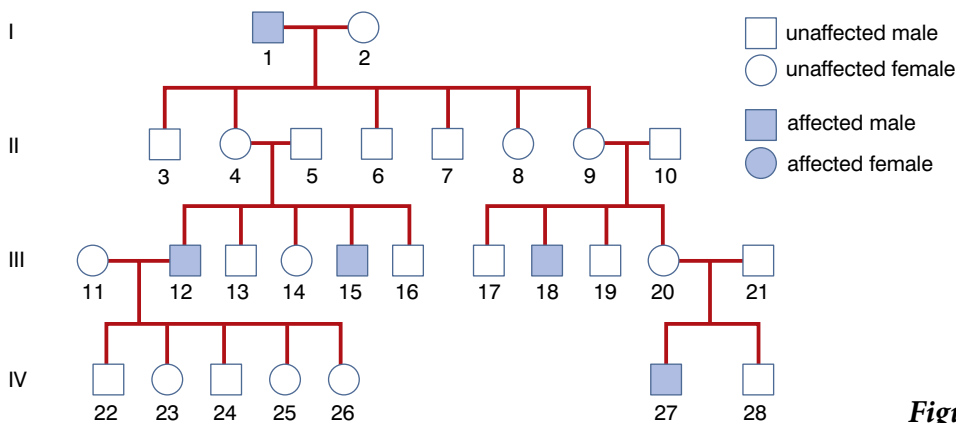 I
1 2
unaffected male
unaffected female
affected male
affected female
II
3 4 5 6 7 8 9 10
III
11 12 13 14 15 16 17 18 19 20 21
IV
22 23 24 25 26 27 28